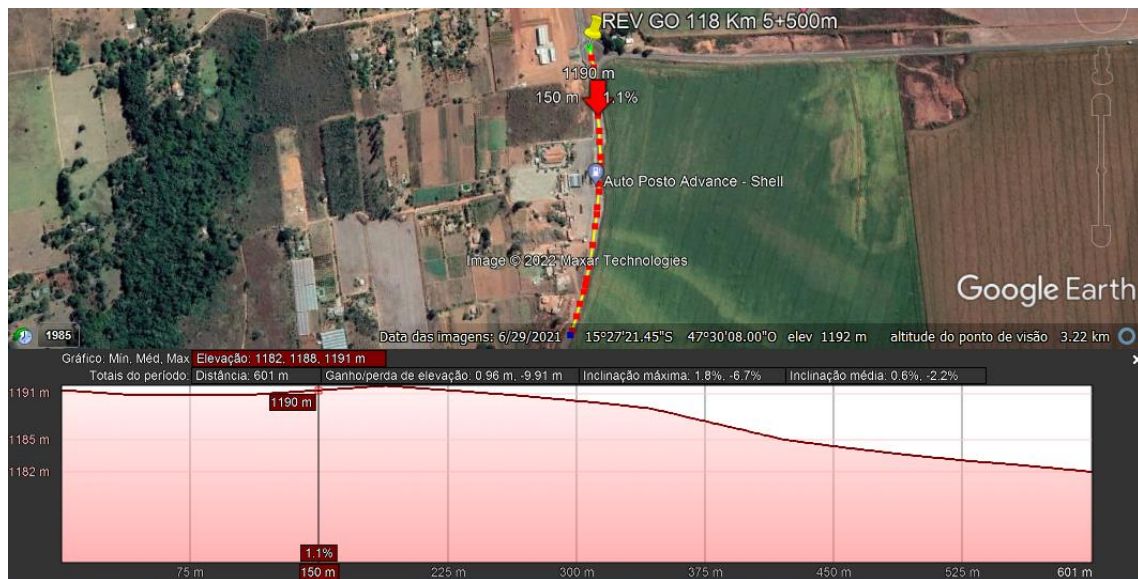 REV GO 118 Km 5+500m
1190 m
150 m 1.1%
Auto Posto Advance - Shell
Image © 2022 Maxar Technologies
Google Earth
1985
Data das imagens: 6/29/2021 15°27'21.45"S 47°30'08.00"O elev 1192 m altitude do ponto de visão 3.22 km
Gráfico: Mín, Méd, Max Elevação: 1182, 1188, 1191 m
Totais do período: Distância: 601 m Ganho/perda de elevação: 0.96 m, -9.91 m Inclinação máxima: 1.8%, -6.7% Inclinação média: 0.6%, -2.2%
1191 m
1190 m
1185 m
1182 m
1.1%
75 m 150 m 225 m 300 m 375 m 450 m 525 m 601 m